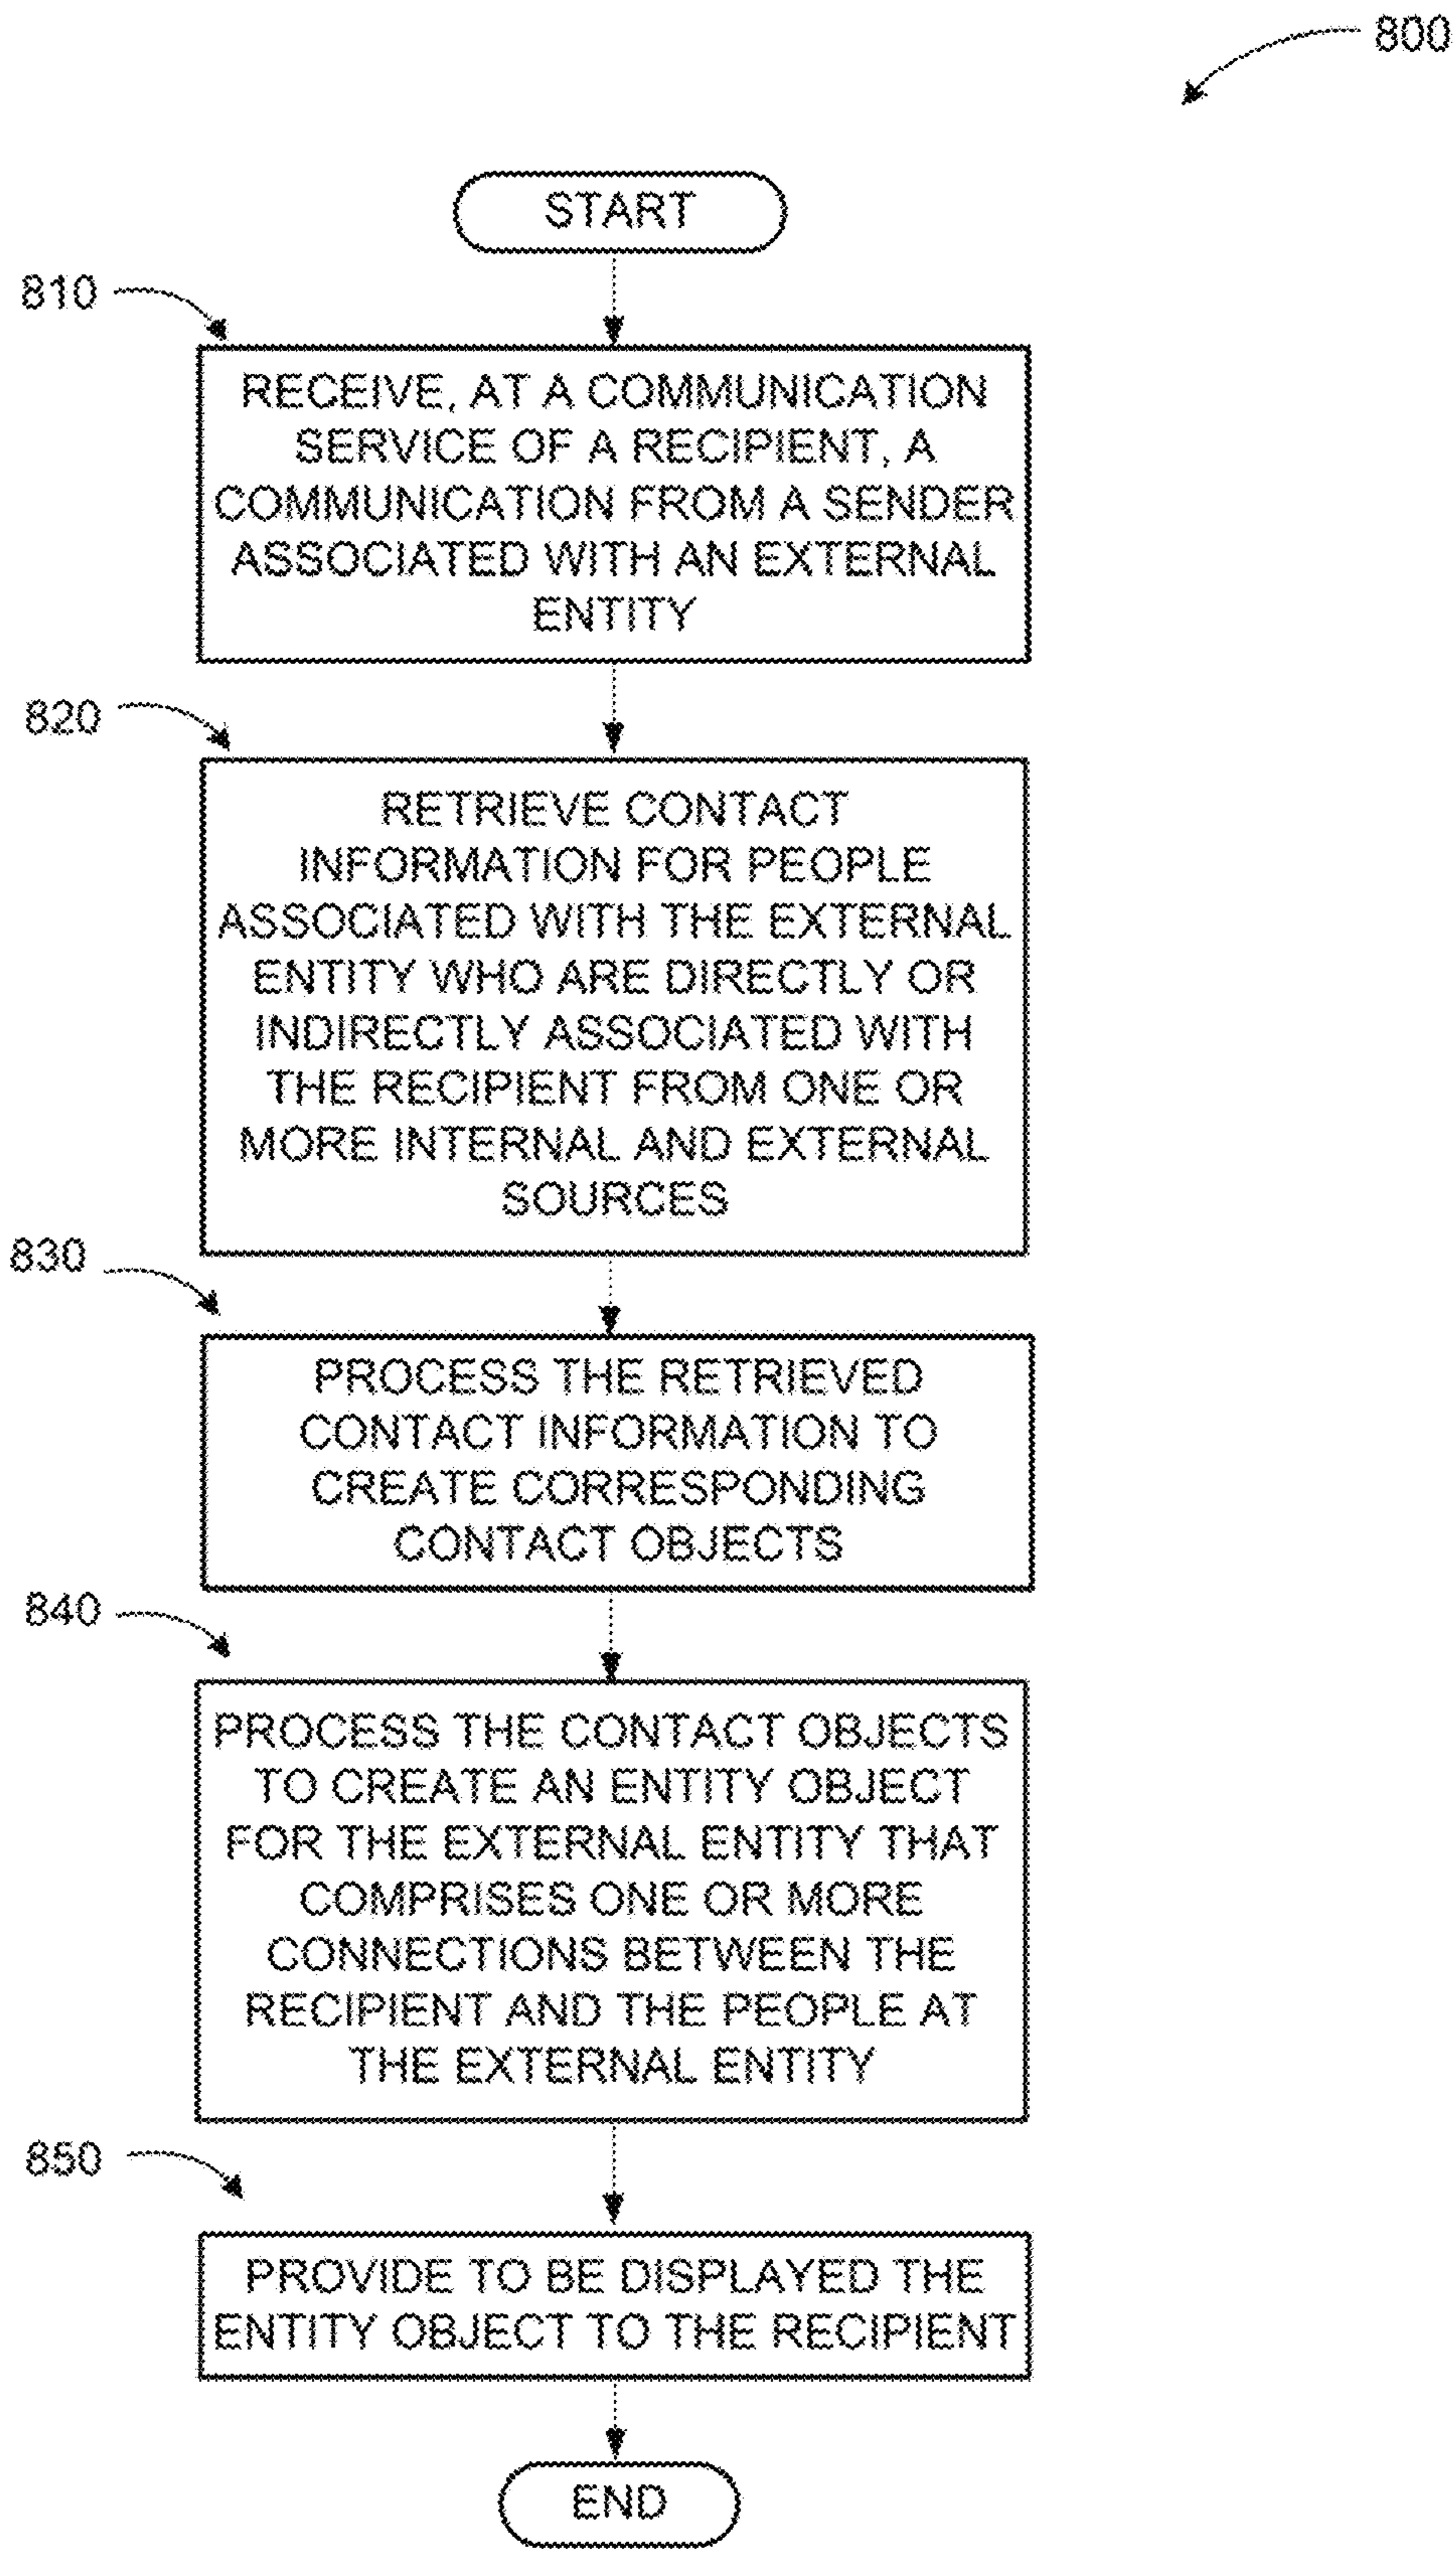 800
START
810
RECEIVE, AT A COMMUNICATION
SERVICE OF A RECIPIENT, A
COMMUNICATION FROM A SENDER
ASSOCIATED WITH AN EXTERNAL
ENTITY
820
RETRIEVE CONTACT
INFORMATION FOR PEOPLE
ASSOCIATED WITH THE EXTERNAL
ENTITY WHO ARE DIRECTLY OR
INDIRECTLY ASSOCIATED WITH
THE RECIPIENT FROM ONE OR
MORE INTERNAL AND EXTERNAL
SOURCES
830
PROCESS THE RETRIEVED
CONTACT INFORMATION TO
CREATE CORRESPONDING
CONTACT OBJECTS
840
PROCESS THE CONTACT OBJECTS
TO CREATE AN ENTITY OBJECT
FOR THE EXTERNAL ENTITY THAT
COMPRISES ONE OR MORE
CONNECTIONS BETWEEN THE
RECIPIENT AND THE PEOPLE AT
THE EXTERNAL ENTITY
850
PROVIDE TO BE DISPLAYED THE
ENTITY OBJECT TO THE RECIPIENT
END